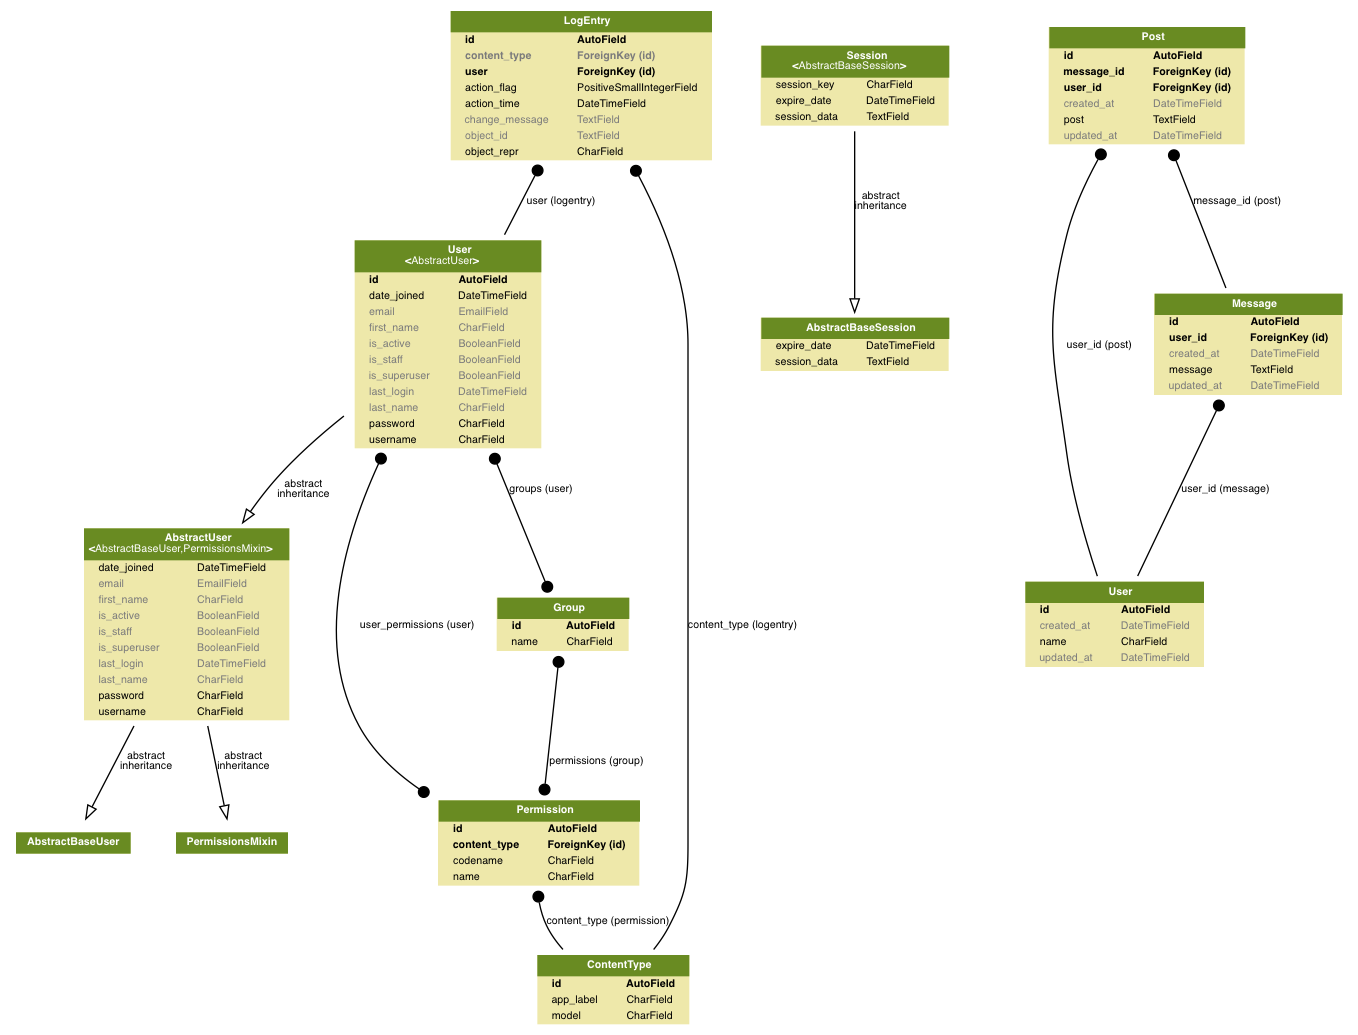 LogEntry
id AutoField
content_type ForeignKey (id)
user ForeignKey (id)
action_flag PositiveSmallIntegerField
action_time DateTimeField
change_message TextField
object_id TextField
object_repr CharField
Session
<AbstractBaseSession>
session_key CharField
expire_date DateTimeField
session_data TextField
Post
id AutoField
message_id ForeignKey (id)
user_id ForeignKey (id)
created_at DateTimeField
post TextField
updated_at DateTimeField
user (logentry)
abstract
inheritance
message_id (post)
User
<AbstractUser>
id AutoField
date_joined DateTimeField
email EmailField
first_name CharField
is_active BooleanField
is_staff BooleanField
is_superuser BooleanField
last_login DateTimeField
last_name CharField
password CharField
username CharField
AbstractBaseSession
expire_date DateTimeField
session_data TextField
user_id (post)
Message
id AutoField
user_id ForeignKey (id)
created_at DateTimeField
message TextField
updated_at DateTimeField
abstract
inheritance
groups (user)
user_id (message)
AbstractUser
<AbstractBaseUser,PermissionsMixin>
date_joined DateTimeField
email EmailField
first_name CharField
is_active BooleanField
is_staff BooleanField
is_superuser BooleanField
last_login DateTimeField
last_name CharField
password CharField
username CharField
user_permissions (user)
Group
id AutoField
name CharField
content_type (logentry)
User
id AutoField
created_at DateTimeField
name CharField
updated_at DateTimeField
abstract
inheritance
abstract
inheritance
permissions (group)
AbstractBaseUser
PermissionsMixin
Permission
id AutoField
content_type ForeignKey (id)
codename CharField
name CharField
content_type (permission)
ContentType
id AutoField
app_label CharField
model CharField